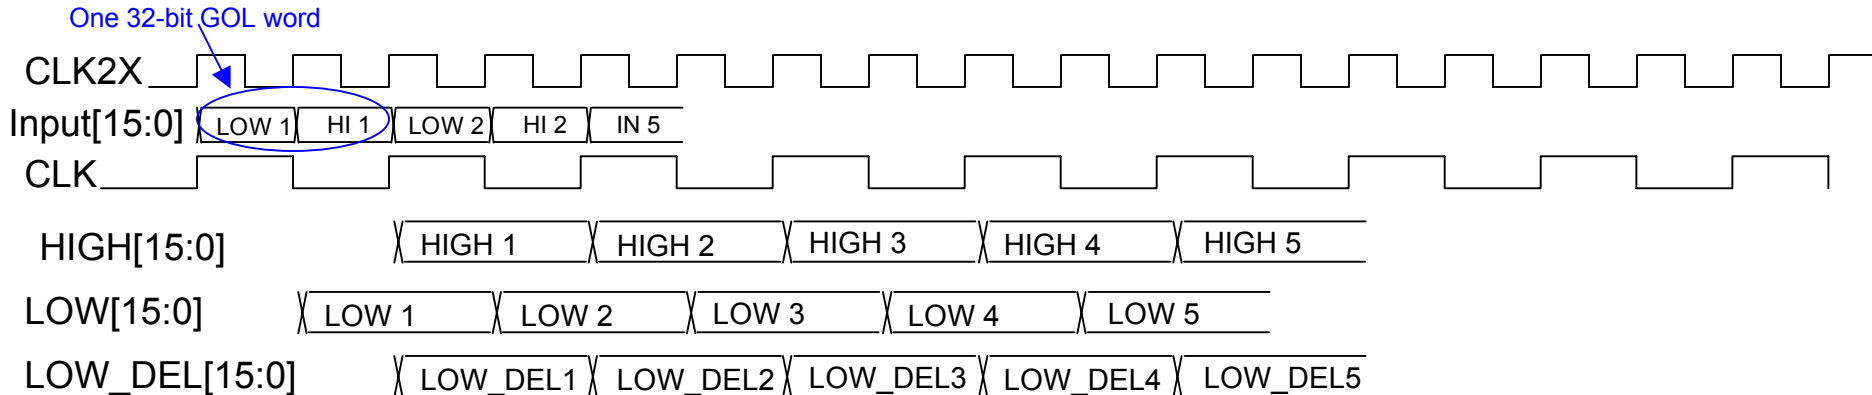 One 32-bit GOL word
CLK2X
Input[15:0] LOW 1 HI 1 LOW 2 HI 2 IN 5
CLK
HIGH[15:0] HIGH 1 HIGH 2 HIGH 3 HIGH 4 HIGH 5
LOW[15:0] LOW 1 LOW 2 LOW 3 LOW 4 LOW 5
LOW_DEL[15:0] LOW_DEL1 LOW_DEL2 LOW_DEL3 LOW_DEL4 LOW_DEL5